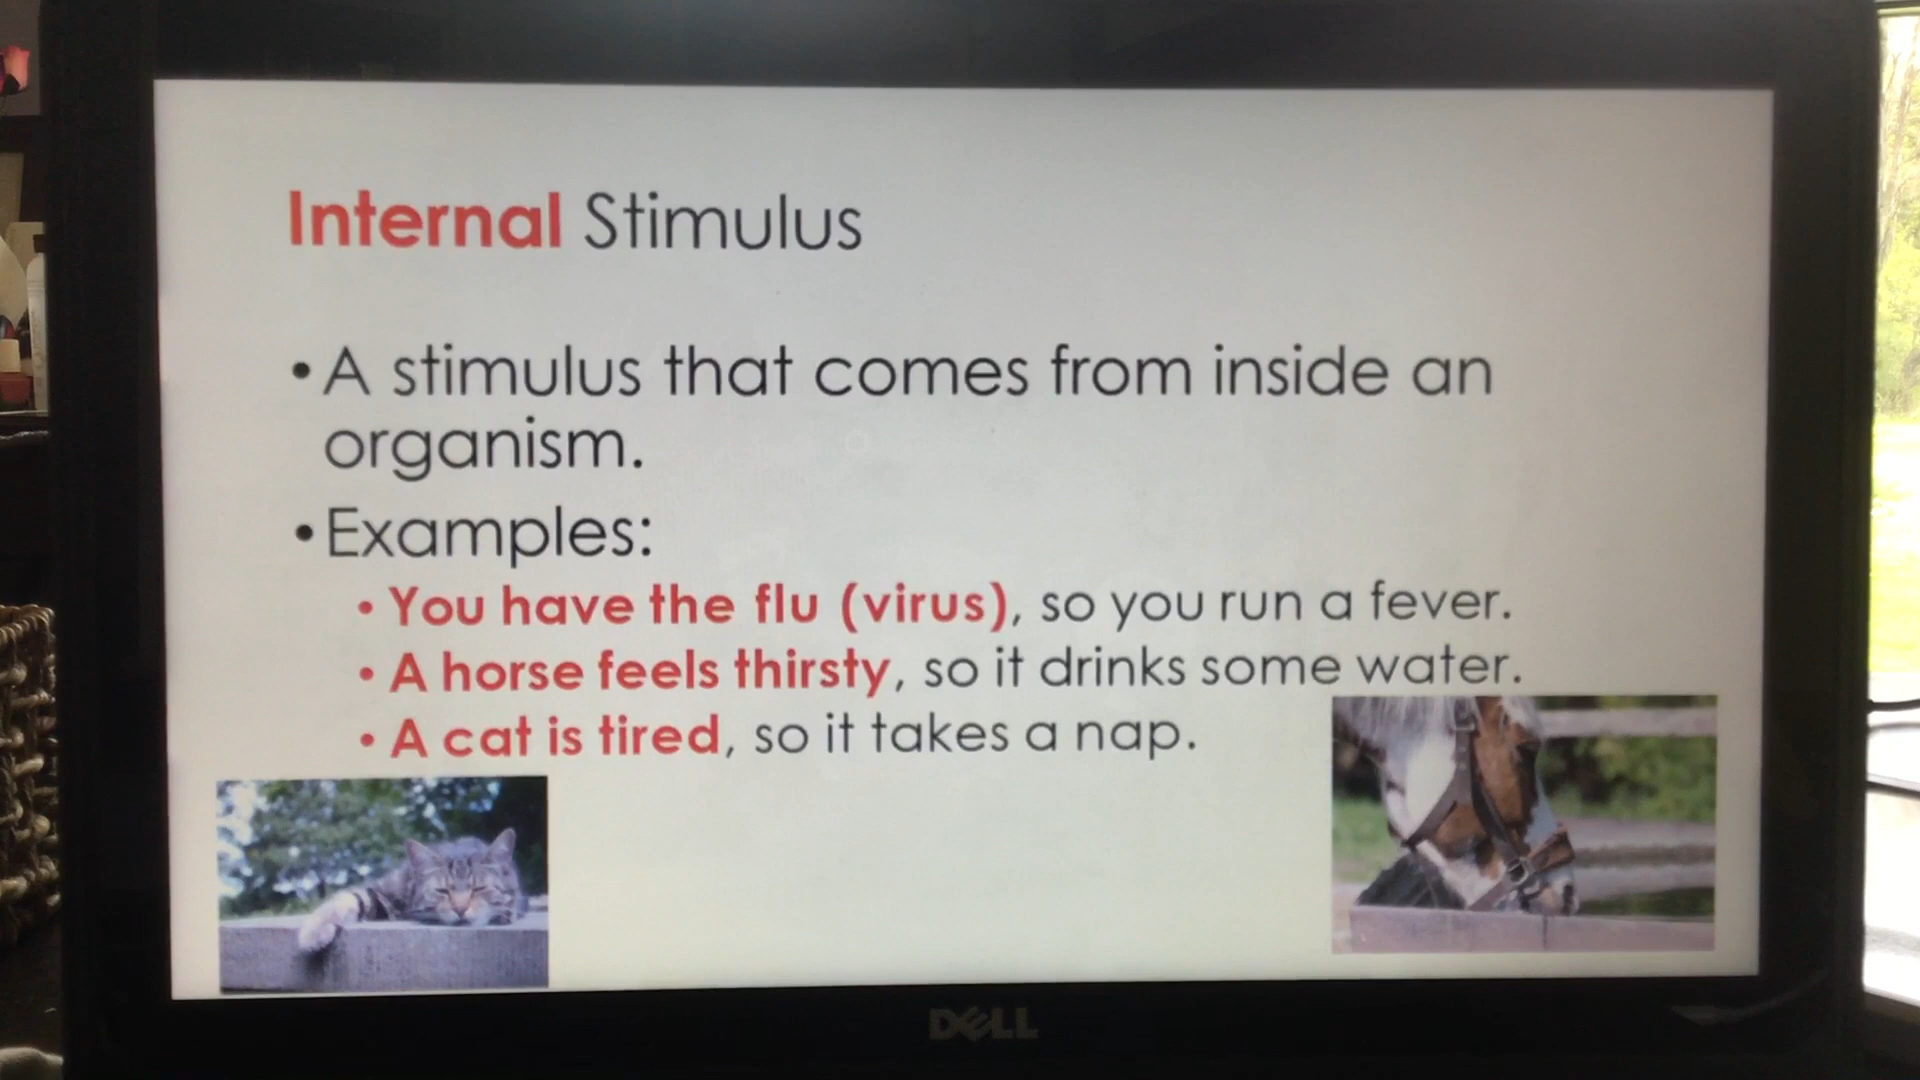 Internal Stimulus
• A stimulus that comes from inside an
organism.
• Examples:
• You have the flu (virus), so you run a fever.
• A horse feels thirsty, so it drinks some water.
• A cat is tired, so it takes a nap.
DELL